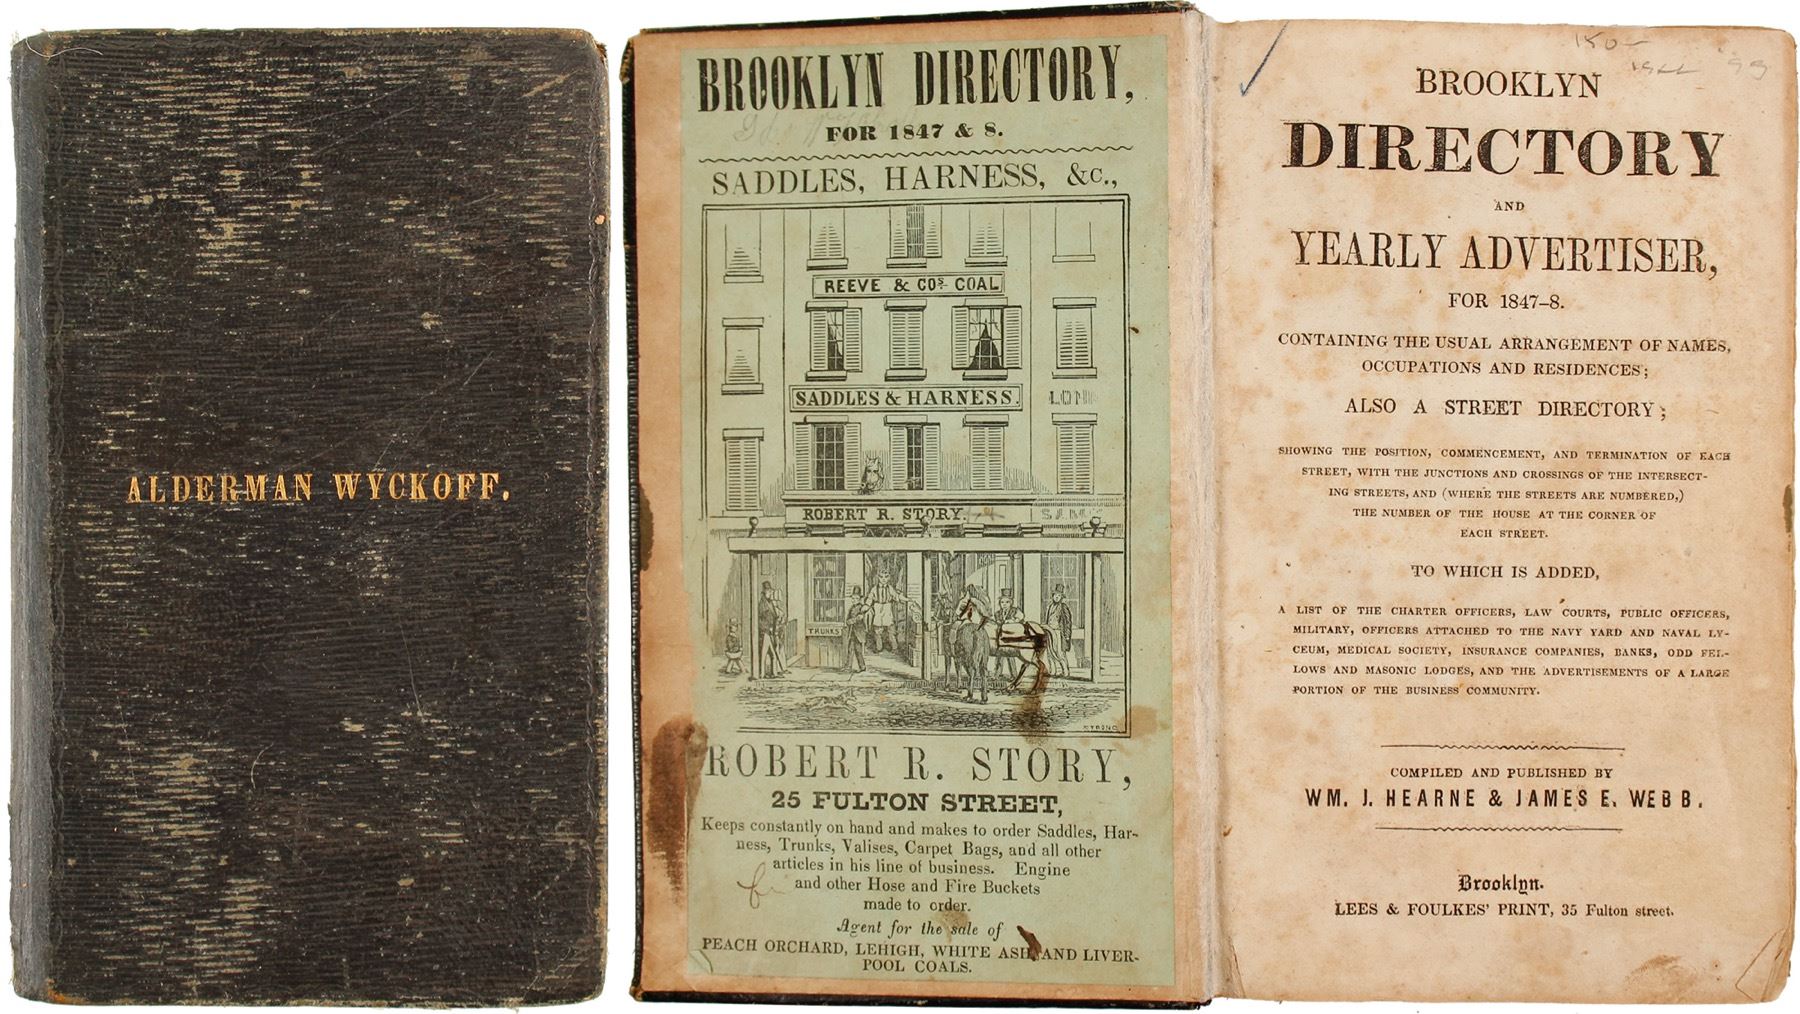 ALDERMAN WYCKOFF.
BROOKLYN DIRECTORY,
FOR 1847 & 8.
SADDLES, HARNESS, &c.,
REEVE & COS. COAL
SADDLES & HARNESS.
LON
ROBERT R. STORY.
SAM
TRUNKS
STRONG
ROBERT R. STORY,
25 FULTON STREET,
Keeps constantly on hand and makes to order Saddles, Har-
ness, Trunks, Valises, Carpet Bags, and all other
articles in his line of business. Engine
and other Hose and Fire Buckets
made to order.
Agent for the sale of
PEACH ORCHARD, LEHIGH, WHITE ASH AND LIVER-
POOL COALS.
BROOKLYN
DIRECTORY
AND
YEARLY ADVERTISER,
FOR 1847-8.
CONTAINING THE USUAL ARRANGEMENT OF NAMES,
OCCUPATIONS AND RESIDENCES;
ALSO A STREET DIRECTORY;
SHOWING THE POSITION, COMMENCEMENT, AND TERMINATION OF EACH
STREET, WITH THE JUNCTIONS AND CROSSINGS OF THE INTERSECT-
ING STREETS, AND (WHERE THE STREETS ARE NUMBERED,)
THE NUMBER OF THE HOUSE AT THE CORNER OF
EACH STREET.
TO WHICH IS ADDED,
A LIST OF THE CHARTER OFFICERS, LAW COURTS, PUBLIC OFFICERS,
MILITARY, OFFICERS ATTACHED TO THE NAVY YARD AND NAVAL LY-
CEUM, MEDICAL SOCIETY, INSURANCE COMPANIES, BANKS, ODD FEL-
LOWS AND MASONIC LODGES, AND THE ADVERTISEMENTS OF A LARGE
PORTION OF THE BUSINESS COMMUNITY.
COMPILED AND PUBLISHED BY
WM. J. HEARNE & JAMES E. WEBB.
Brooklyn.
LEES & FOULKES' PRINT, 35 Fulton street.